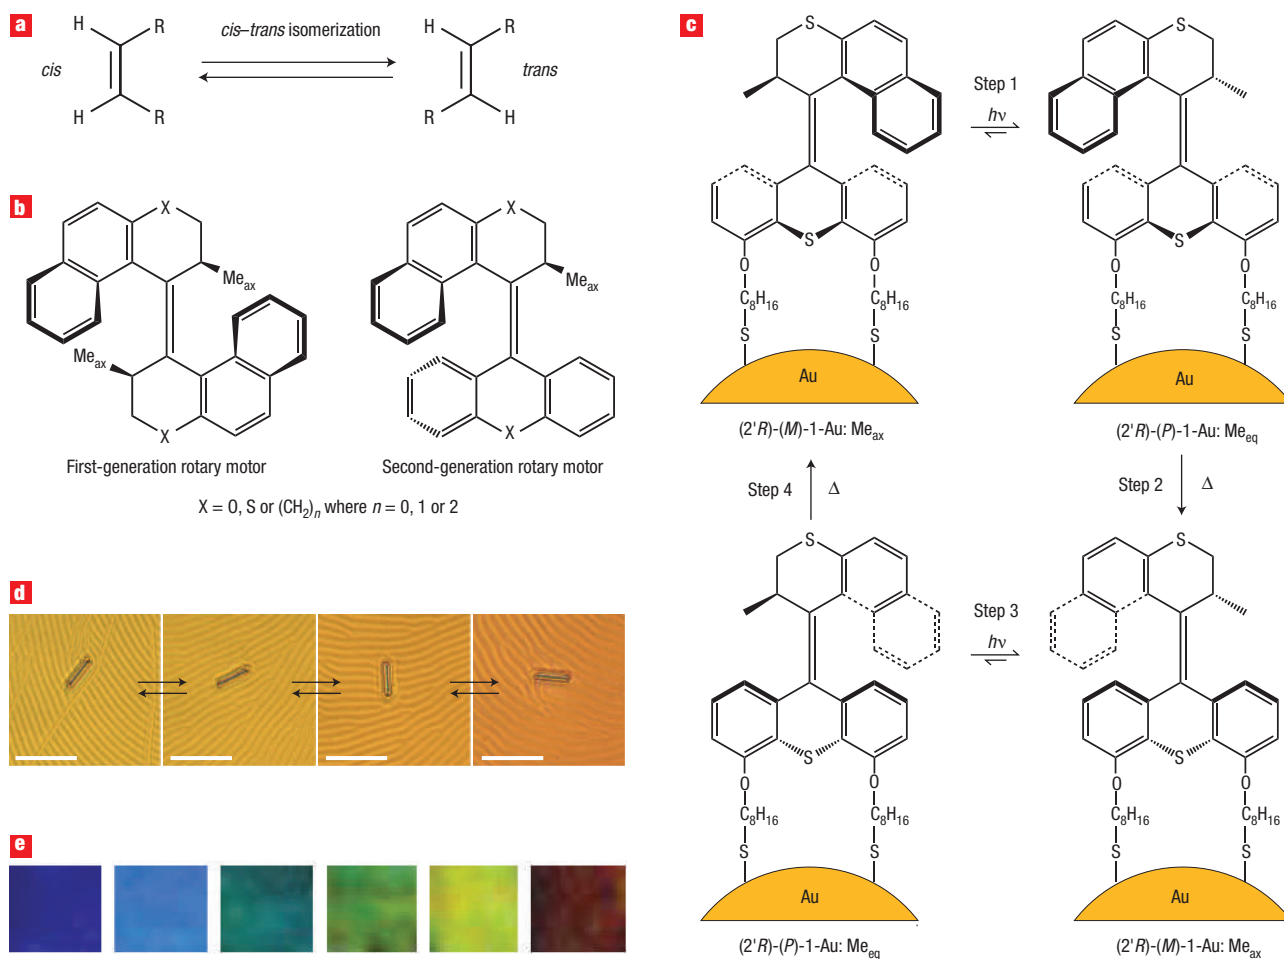 a
H
R
cis
H
R
cis–trans isomerization
H
R
trans
R
H
b
X
Me_ax
Me_ax
X
First-generation rotary motor
X
Me_ax
X
Second-generation rotary motor
X = O, S or (CH₂)ₙ where n = 0, 1 or 2
c
S
S
O
O
C₈H₁₆
C₈H₁₆
S
S
Au
(2'R)-(M)-1-Au: Me_ax
Step 1
hν
S
S
O
O
C₈H₁₆
C₈H₁₆
S
S
Au
(2'R)-(P)-1-Au: Me_eq
Step 4
Δ
Step 2
Δ
S
S
O
O
C₈H₁₆
C₈H₁₆
S
S
Au
(2'R)-(P)-1-Au: Me_eq
Step 3
hν
S
S
O
O
C₈H₁₆
C₈H₁₆
S
S
Au
(2'R)-(M)-1-Au: Me_ax
d
e